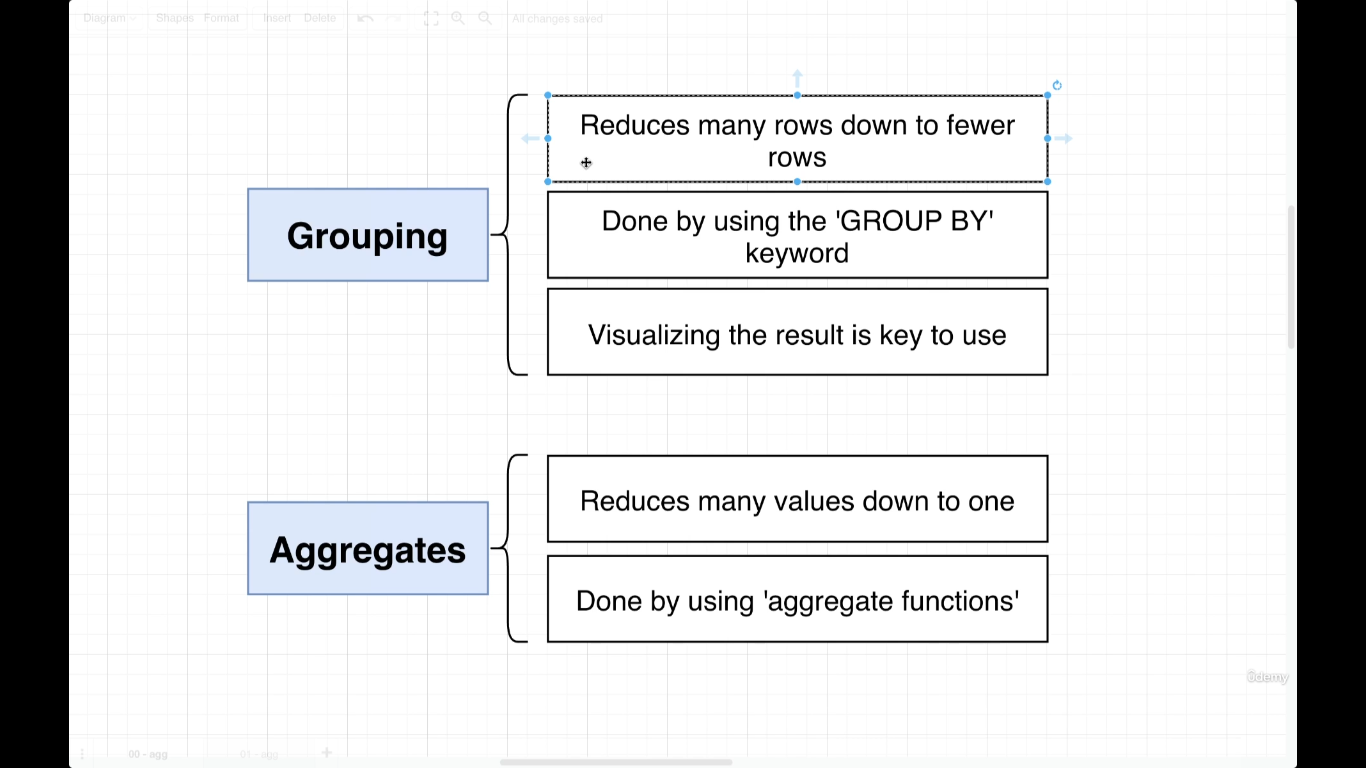 Diagram Shapes Format Insert Delete All changes saved
Reduces many rows down to fewer
rows
Grouping
Done by using the 'GROUP BY'
keyword
Visualizing the result is key to use
Reduces many values down to one
Aggregates
Done by using 'aggregate functions'
ûdemy
00 - agg 01 - agg